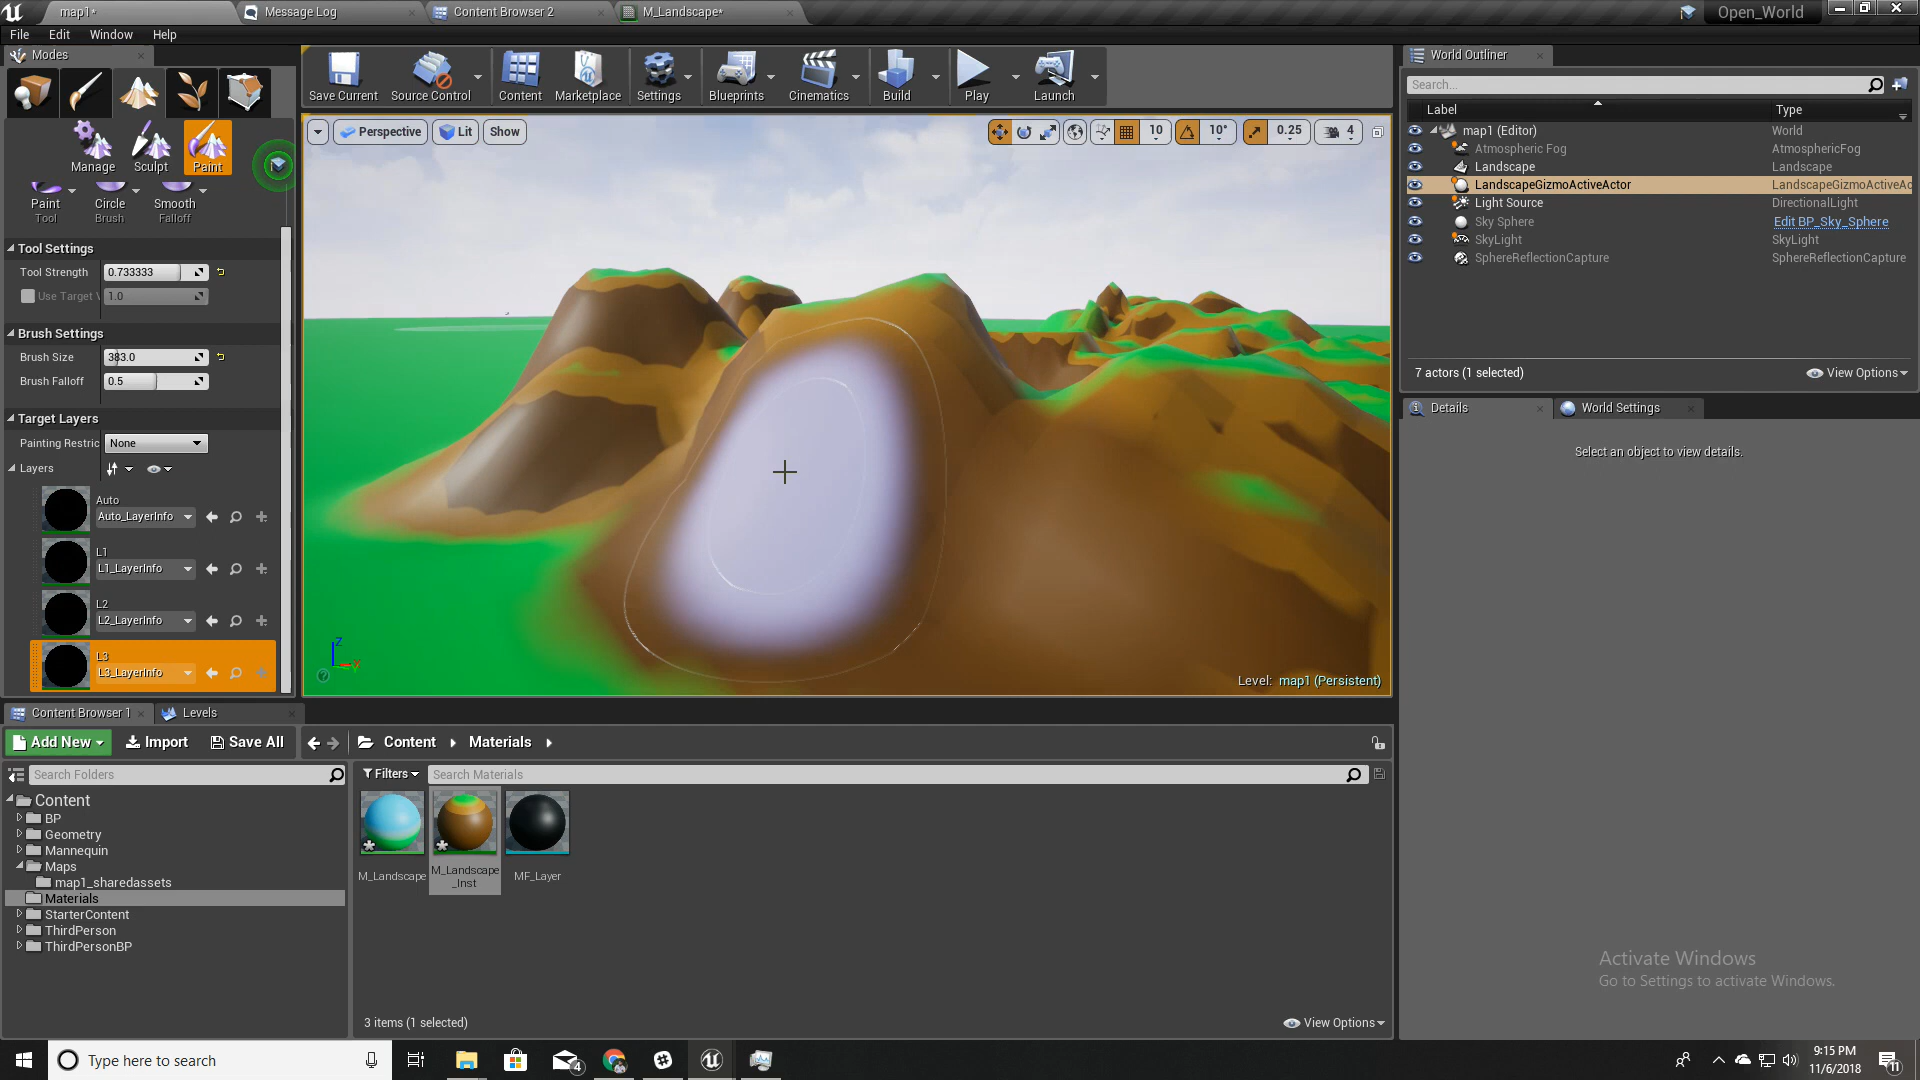 map1*
Message Log
Content Browser 2
M_Landscape*
Open_World
File Edit Window Help
Modes
Manage Sculpt Paint
Paint Circle Smooth
Tool Brush Falloff
Tool Settings
Tool Strength 0.733333
Use Target V 1.0
Brush Settings
Brush Size 383.0
Brush Falloff 0.5
Target Layers
Painting Restric None
Layers
Auto
Auto_LayerInfo
L1
L1_LayerInfo
L2
L2_LayerInfo
L3
L3_LayerInfo
Save Current Source Control Content Marketplace Settings Blueprints Cinematics Build Play Launch
Perspective Lit Show
10 10° 0.25 4
Z
Y
Level: map1 (Persistent)
World Outliner
Search...
Label Type
map1 (Editor) World
Atmospheric Fog AtmosphericFog
Landscape Landscape
LandscapeGizmoActiveActor LandscapeGizmoActiveAc
Light Source DirectionalLight
Sky Sphere Edit BP_Sky_Sphere
SkyLight SkyLight
SphereReflectionCapture SphereReflectionCapture
7 actors (1 selected)
View Options
Details
World Settings
Select an object to view details.
Content Browser 1
Levels
Add New Import Save All Content Materials
Search Folders
Content
BP
Geometry
Mannequin
Maps
map1_sharedassets
Materials
StarterContent
ThirdPerson
ThirdPersonBP
Filters
Search Materials
M_Landscape
M_Landscape
_Inst
MF_Layer
3 items (1 selected)
View Options
Activate Windows
Go to Settings to activate Windows.
Type here to search
4
9:15 PM
11/6/2018
11